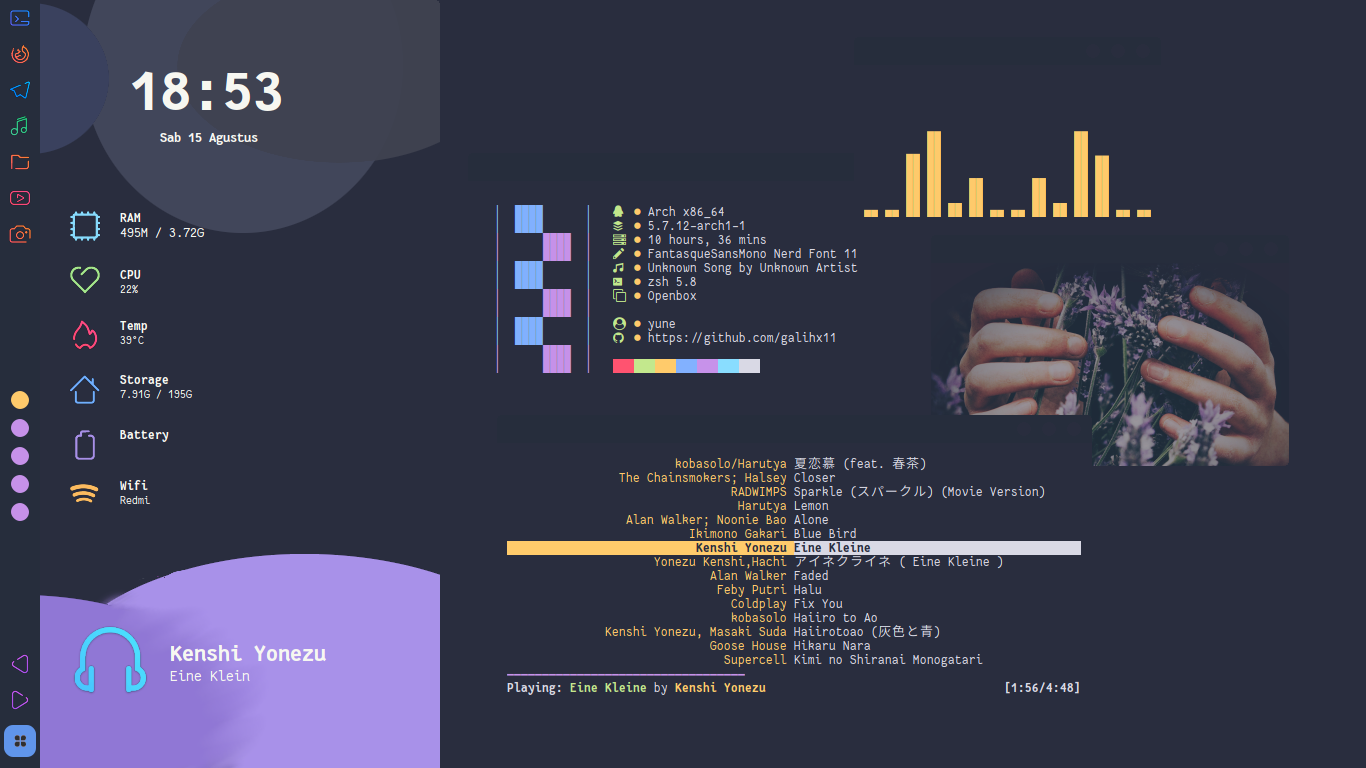 18:53
Sab 15 Agustus
RAM
495M / 3.72G
CPU
22%
Temp
39°C
Storage
7.91G / 195G
Battery
Wifi
Redmi
Kenshi Yonezu
Eine Klein
Arch x86_64
5.7.12-arch1-1
10 hours, 36 mins
FantasqueSansMono Nerd Font 11
Unknown Song by Unknown Artist
zsh 5.8
Openbox
yune
https://github.com/galihx11
kobasolo/Harutya 夏恋慕 (feat. 春茶)
The Chainsmokers; Halsey Closer
RADWIMPS Sparkle (スパークル) (Movie Version)
Harutya Lemon
Alan Walker; Noonie Bao Alone
Ikimono Gakari Blue Bird
Kenshi Yonezu Eine Kleine
Yonezu Kenshi,Hachi アイネクライネ ( Eine Kleine )
Alan Walker Faded
Feby Putri Halu
Coldplay Fix You
kobasolo Haiiro to Ao
Kenshi Yonezu, Masaki Suda Haiirotoao (灰色と青)
Goose House Hikaru Nara
Supercell Kimi no Shiranai Monogatari
Playing: Eine Kleine by Kenshi Yonezu [1:56/4:48]